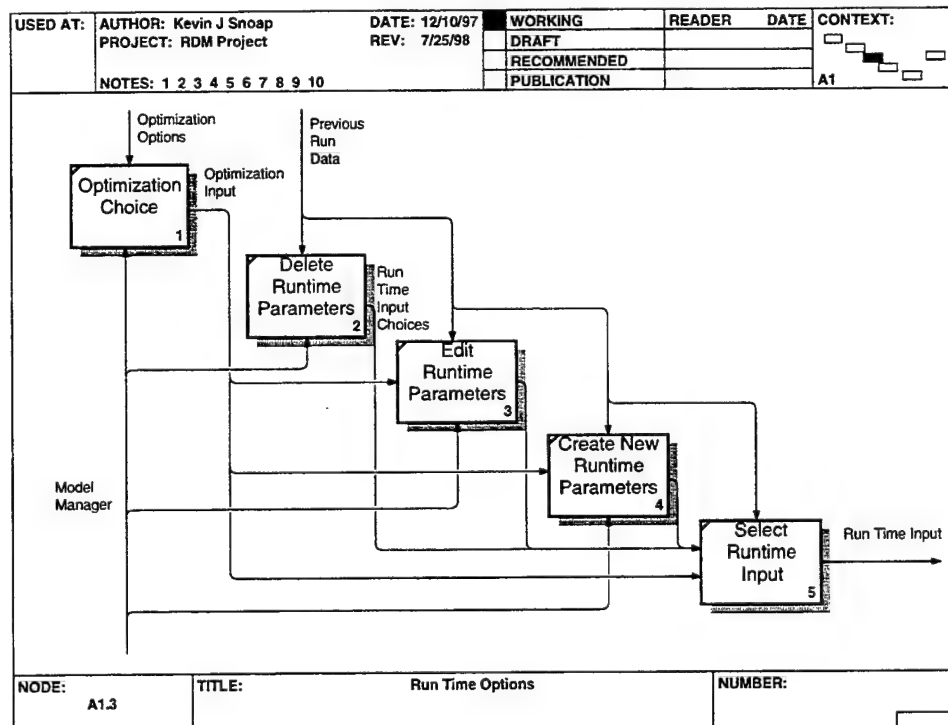 USED AT:
AUTHOR: Kevin J Snoap
DATE: 12/10/97
WORKING
READER DATE
CONTEXT:
PROJECT: RDM Project
REV: 7/25/98
DRAFT
RECOMMENDED
NOTES: 1 2 3 4 5 6 7 8 9 10
PUBLICATION
A1
Optimization
Options
Previous
Run
Data
Optimization
Choice
1
Optimization
Input
Delete
Runtime
Parameters
2
Run
Time
Input
Choices
Edit
Runtime
Parameters
3
Create New
Runtime
Parameters
4
Model
Manager
Select
Runtime
Input
5
Run Time Input
NODE:
A1.3
TITLE:
Run Time Options
NUMBER: